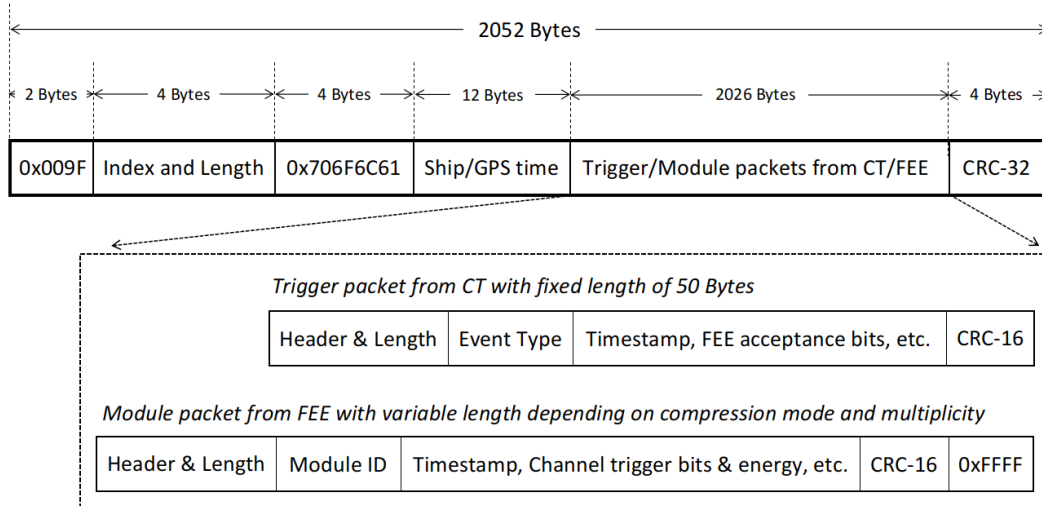 2052 Bytes
2 Bytes 4 Bytes 4 Bytes 12 Bytes 2026 Bytes 4 Bytes
0x009F Index and Length 0x706F6C61 Ship/GPS time Trigger/Module packets from CT/FEE CRC-32
Trigger packet from CT with fixed length of 50 Bytes
Header & Length Event Type Timestamp, FEE acceptance bits, etc. CRC-16
Module packet from FEE with variable length depending on compression mode and multiplicity
Header & Length Module ID Timestamp, Channel trigger bits & energy, etc. CRC-16 0xFFFF